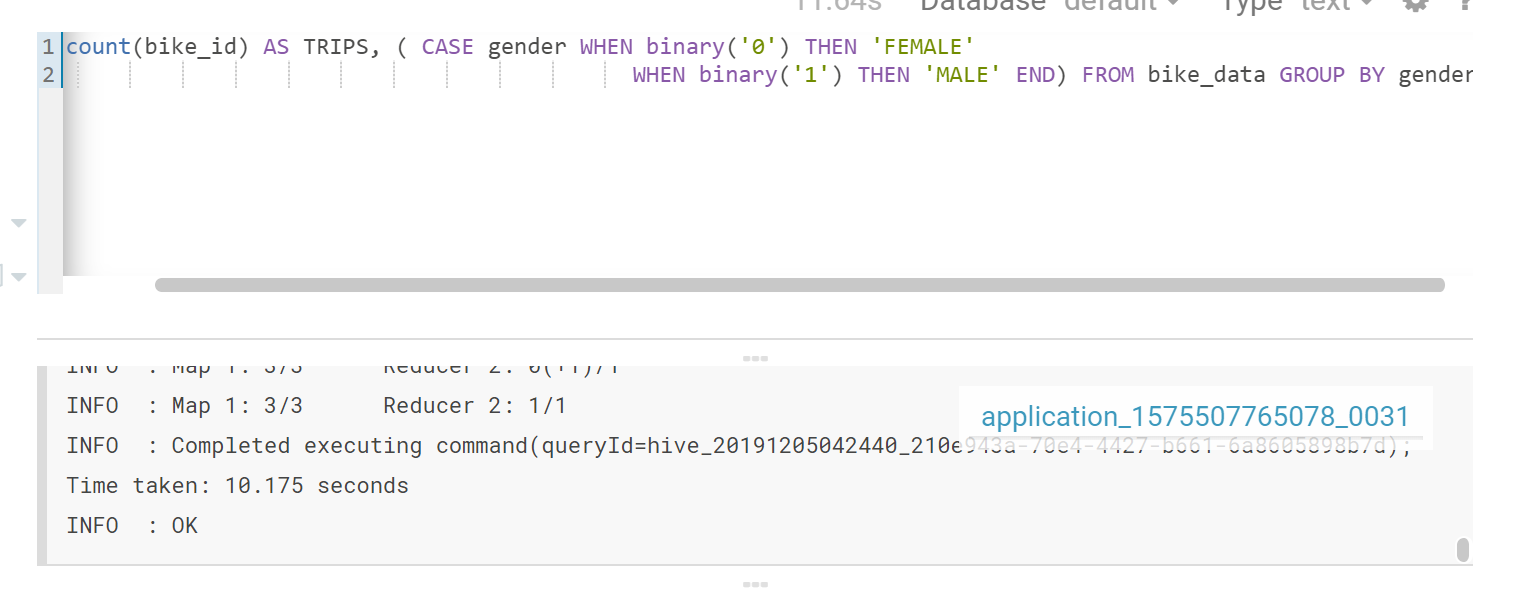 11.64s Database default Type text ?
1 count(bike_id) AS TRIPS, ( CASE gender WHEN binary('0') THEN 'FEMALE'
2 WHEN binary('1') THEN 'MALE' END) FROM bike_data GROUP BY gender
INFO : Map 1: 3/3 Reducer 2: 0(+1)/1
INFO : Map 1: 3/3 Reducer 2: 1/1
application_1575507765078_0031
INFO : Completed executing command(queryId=hive_20191205042440_210e943a-70e4-4427-b661-6a8605898b7d);
Time taken: 10.175 seconds
INFO : OK